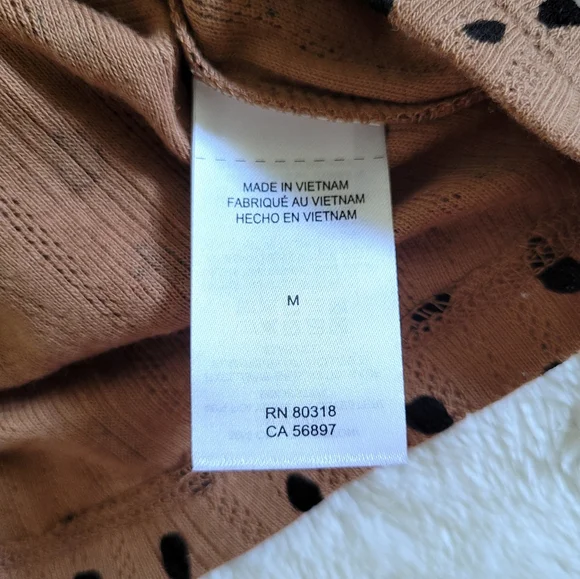 MADE IN VIETNAM
FABRIQUÉ AU VIETNAM
HECHO EN VIETNAM
M
RN 80318
CA 56897